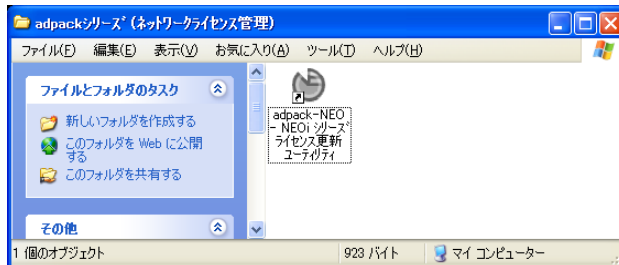 adpackシリーズ (ネットワークライセンス管理)
ファイル(F) 編集(E) 表示(V) お気に入り(A) ツール(T) ヘルプ(H)
ファイルとフォルダのタスク
新しいフォルダを作成する
このフォルダを Web に公開
する
このフォルダを共有する
その他
adpack-NEO
- NEOi シリーズ
ライセンス更新
ユーティリティ
1 個のオブジェクト 923 バイト マイ コンピューター